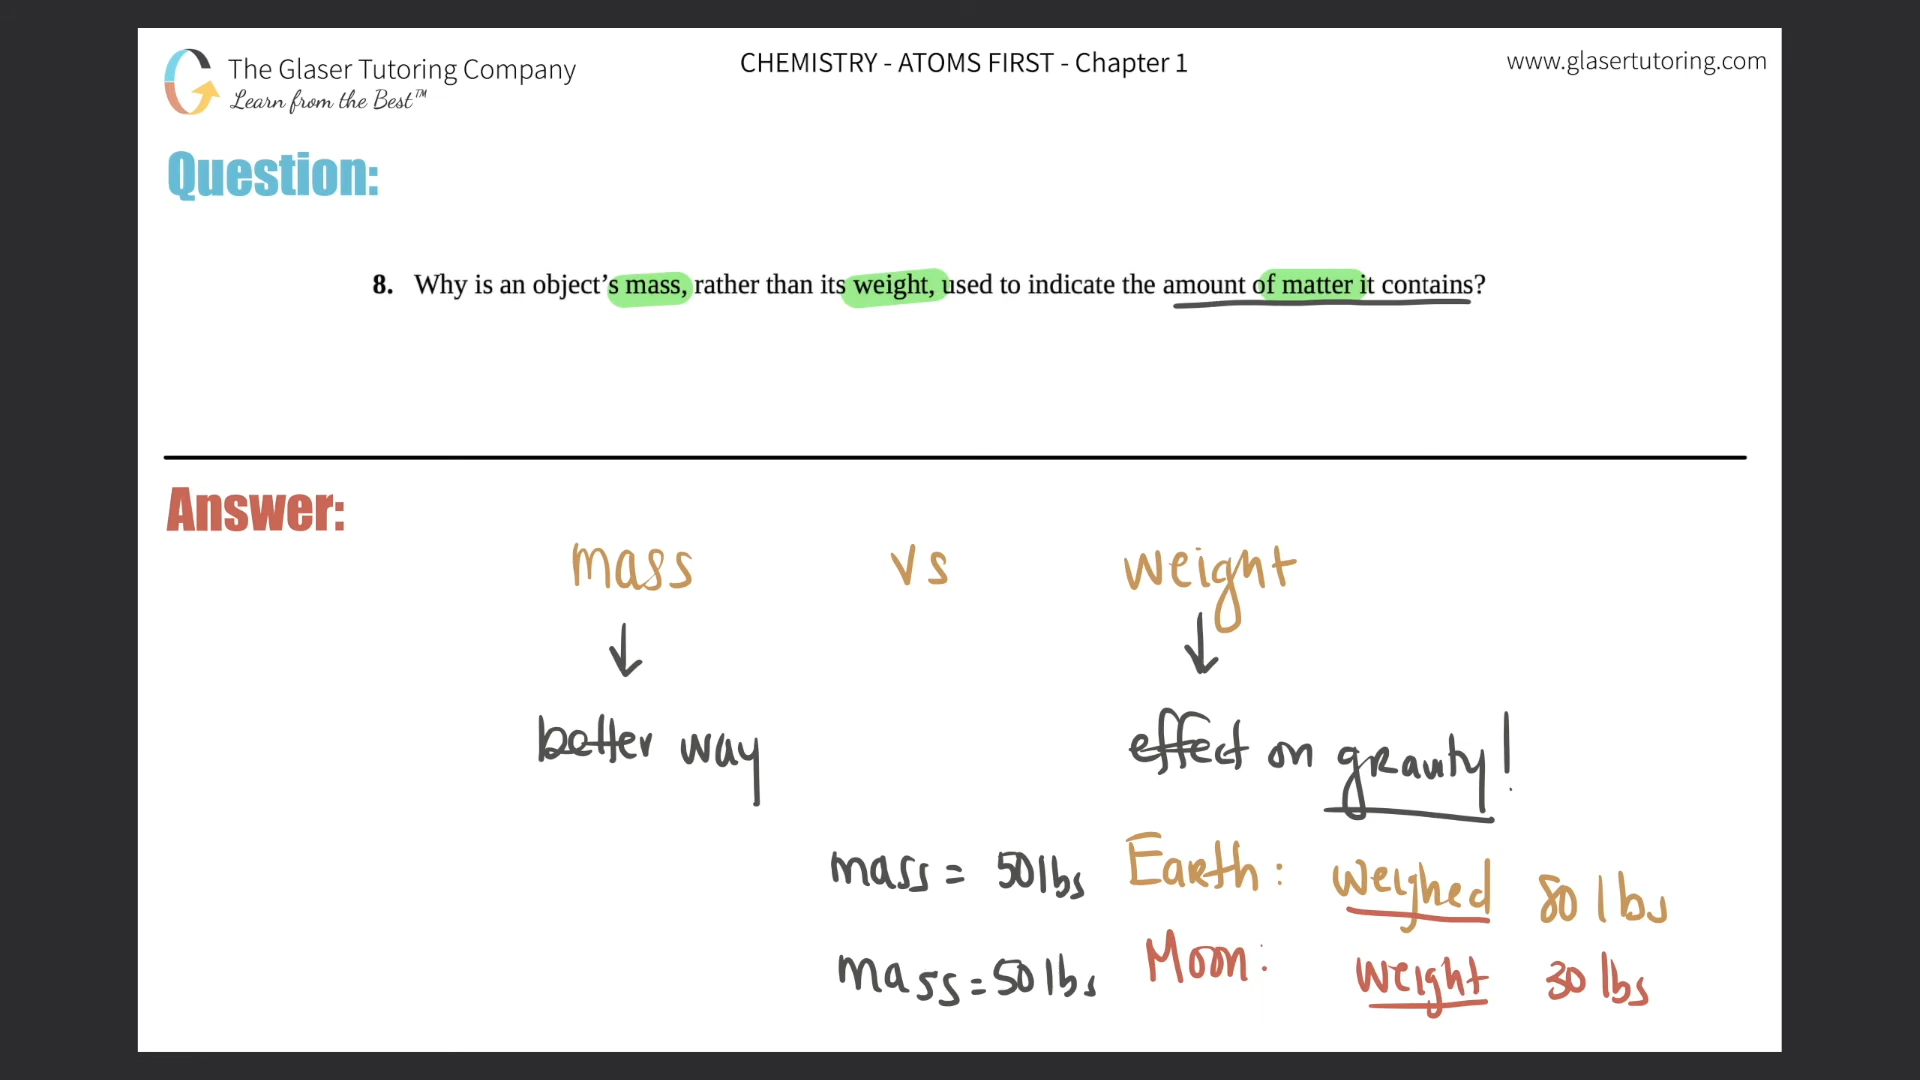 The Glaser Tutoring Company
Learn from the Best™
CHEMISTRY - ATOMS FIRST - Chapter 1
www.glasertutoring.com
Question:
8. Why is an object's mass, rather than its weight, used to indicate the amount of matter it contains?
Answer:
mass vs weight
better way effect on gravity!
mass = 50 lbs Earth: weighed 80 lbs
mass = 50 lbs Moon: weight 30 lbs